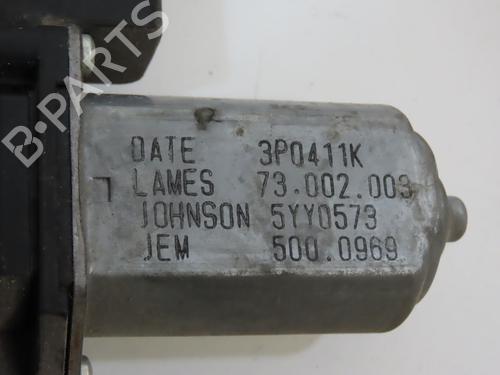 B-PARTS
DATE 3P0411K
LAMES 73.002.003
JOHNSON 5YY0573
JEM 500.0969